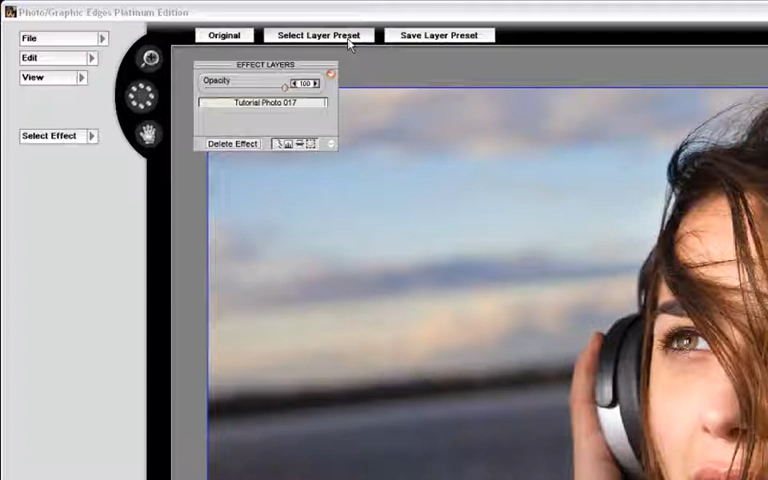 Photo/Graphic Edges Platinum Edition
File
Edit
View
Select Effect
Original
Select Layer Preset
Save Layer Preset
EFFECT LAYERS
Opacity
100
Tutorial Photo 017
Delete Effect